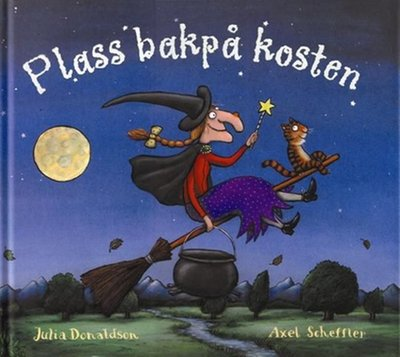 Plass bakpå kosten
Julia Donaldson Axel Scheffler